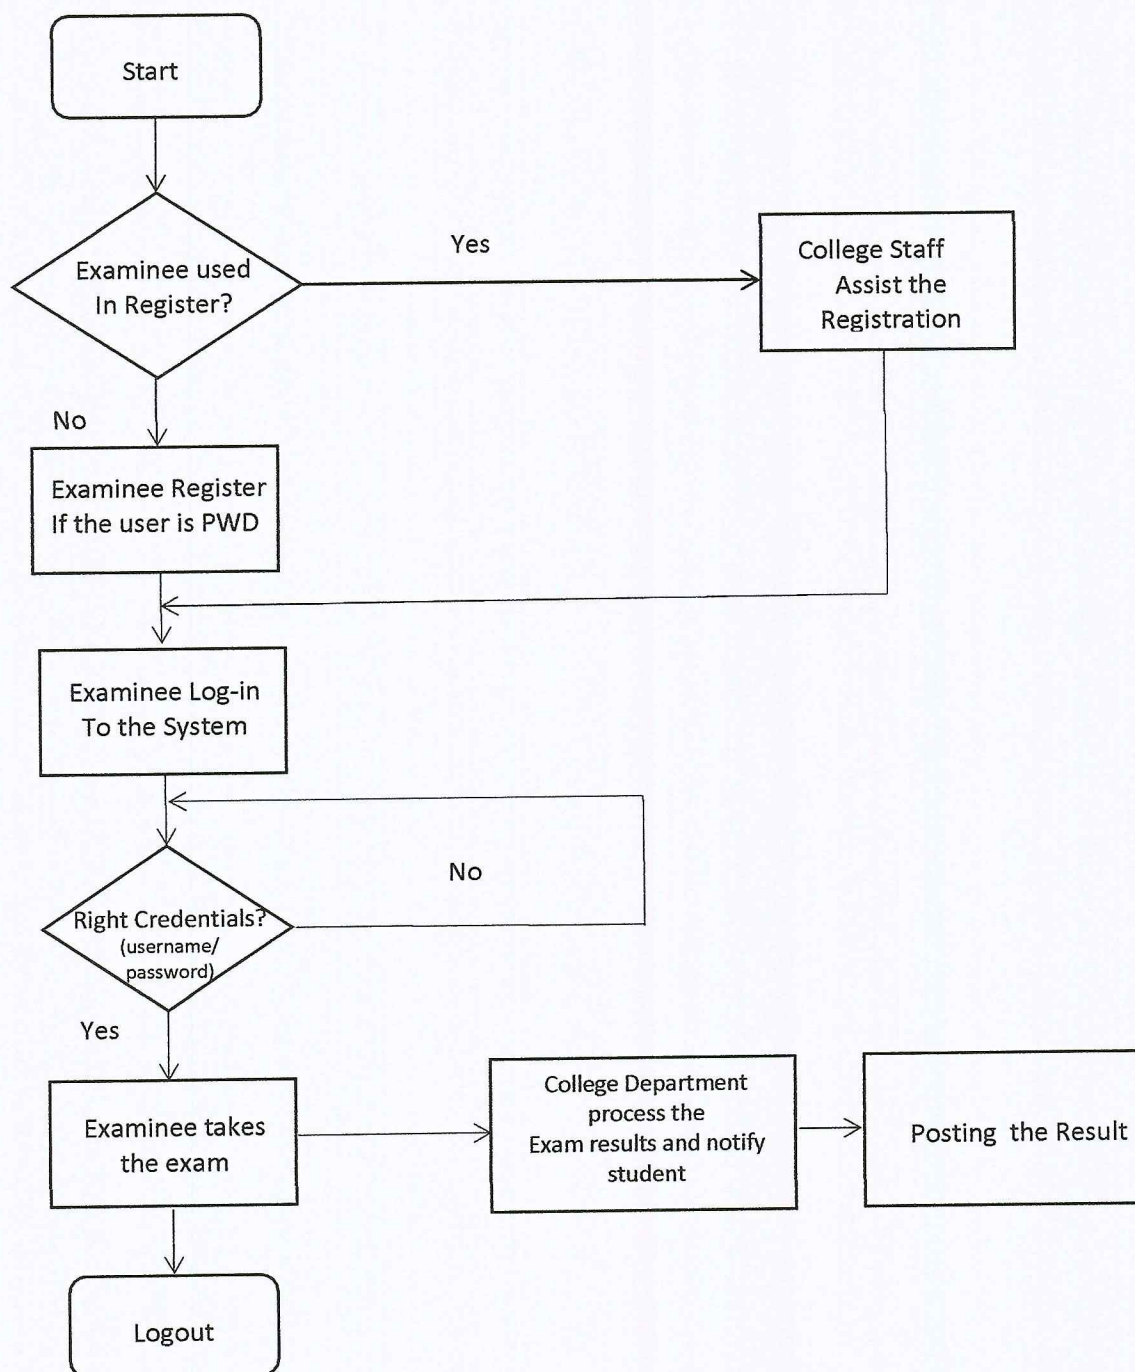 Start
Examinee used
In Register?
Yes
College Staff
Assist the
Registration
No
Examinee Register
If the user is PWD
Examinee Log-in
To the System
No
Right Credentials?
(username/
password)
Yes
Examinee takes
the exam
College Department
process the
Exam results and notify
student
Posting the Result
Logout